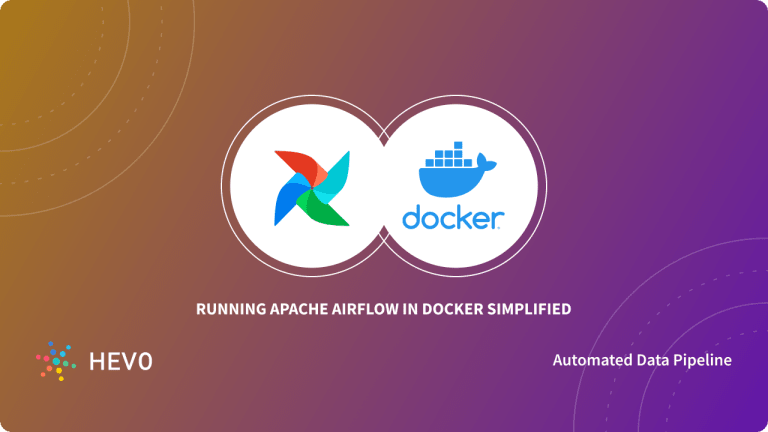 docker
RUNNING APACHE AIRFLOW IN DOCKER SIMPLIFIED
HEVO
Automated Data Pipeline